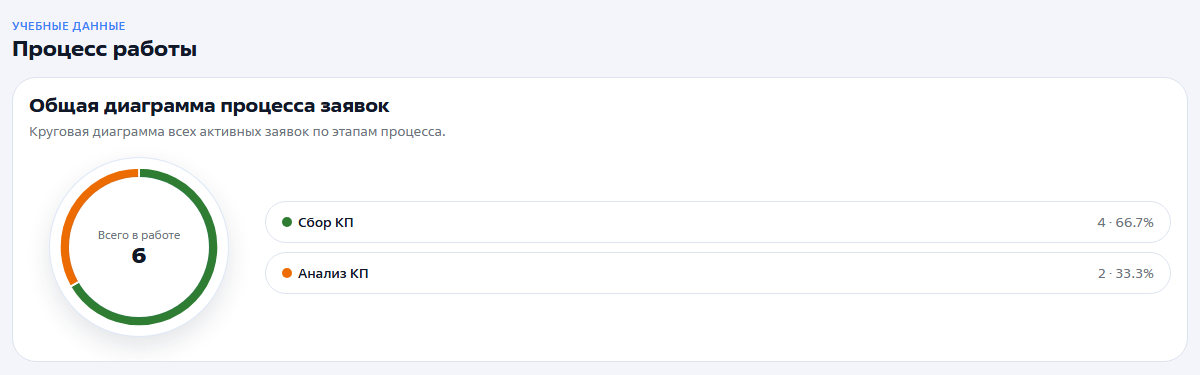 УЧЕБНЫЕ ДАННЫЕ
Процесс работы
Общая диаграмма процесса заявок
Круговая диаграмма всех активных заявок по этапам процесса.
Всего в работе
6
Сбор КП 4 · 66.7%
Анализ КП 2 · 33.3%